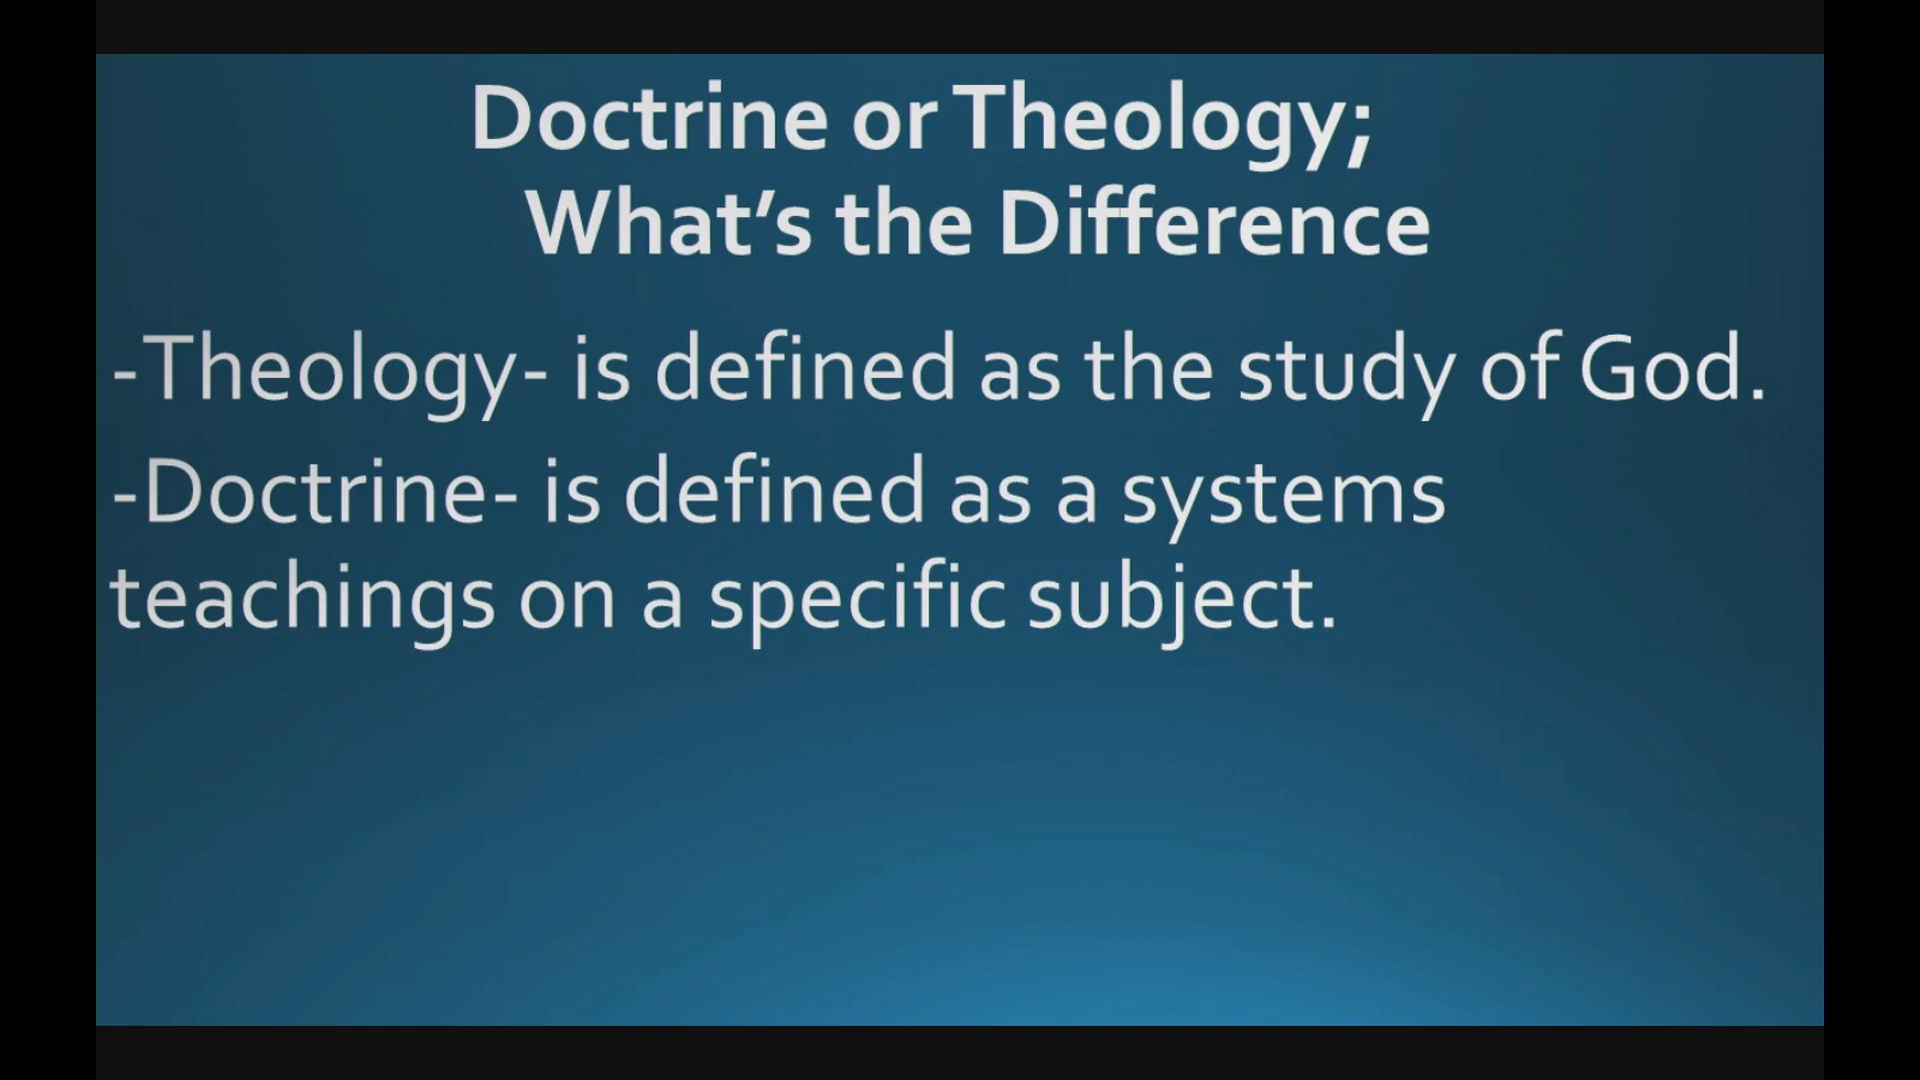 Doctrine or Theology;
What’s the Difference
-Theology- is defined as the study of God.
-Doctrine- is defined as a systems
teachings on a specific subject.